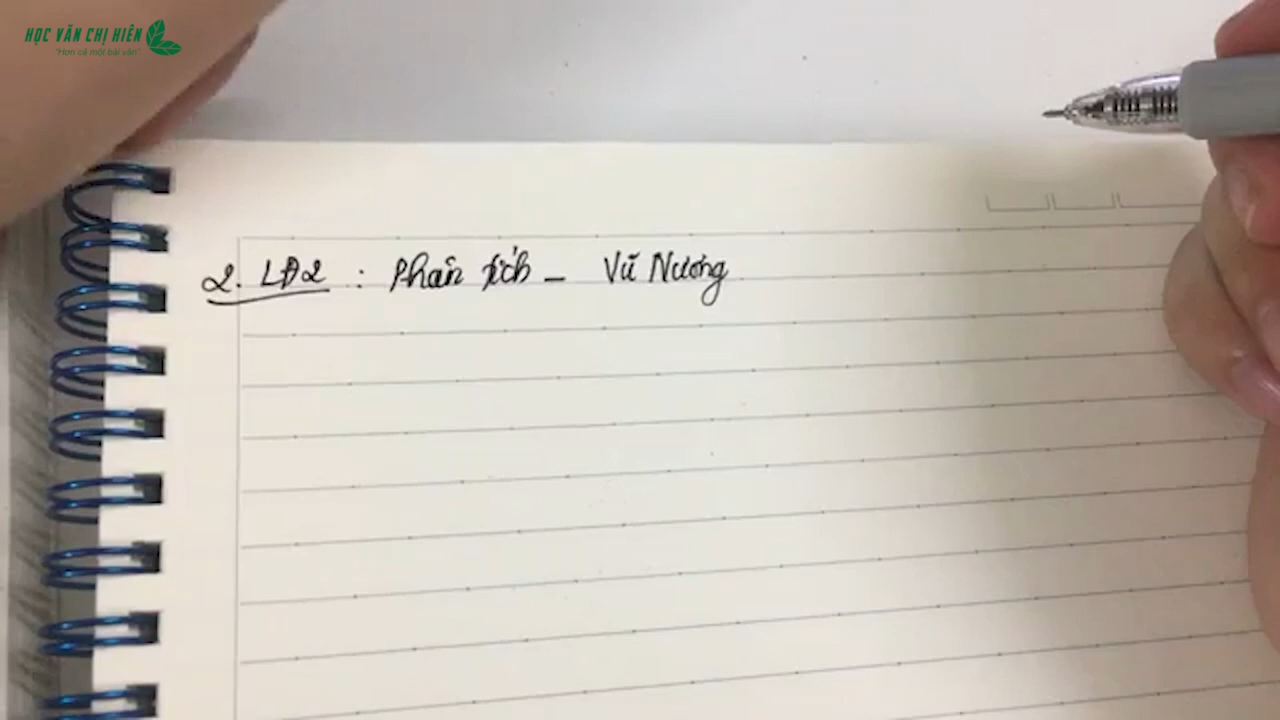 HỌC VĂN CHỊ HIÊN
"Hơn cả một bài văn"
2. LĐ2 : Phân tích - Vũ Nương